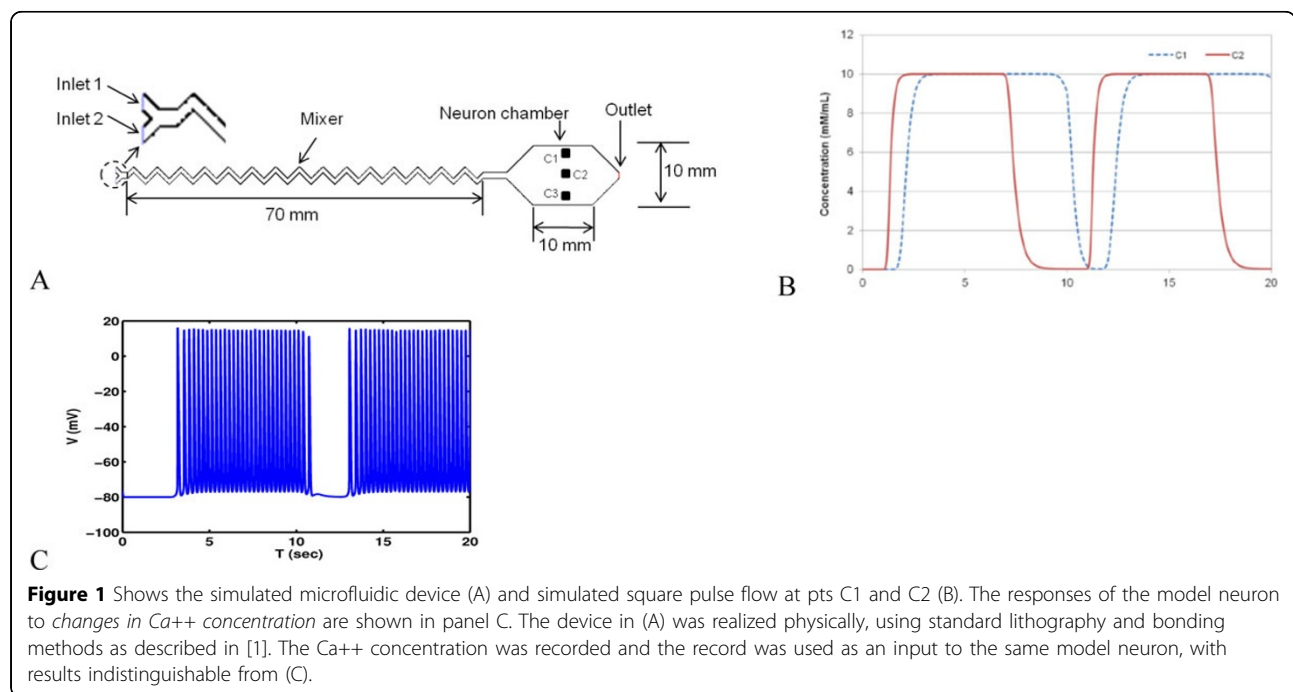 Inlet 1
Inlet 2
Mixer
Neuron chamber
Outlet
C1
C2
C3
10 mm
70 mm
10 mm
A
Concentration (mM/mL)
12
10
8
6
4
2
0
0 5 10 15 20
C1 C2
B
V (mV)
20
0
−20
−40
−60
−80
−100
0 5 10 15 20
T (sec)
C
Figure 1 Shows the simulated microfluidic device (A) and simulated square pulse flow at pts C1 and C2 (B). The responses of the model neuron
to changes in Ca++ concentration are shown in panel C. The device in (A) was realized physically, using standard lithography and bonding
methods as described in [1]. The Ca++ concentration was recorded and the record was used as an input to the same model neuron, with
results indistinguishable from (C).